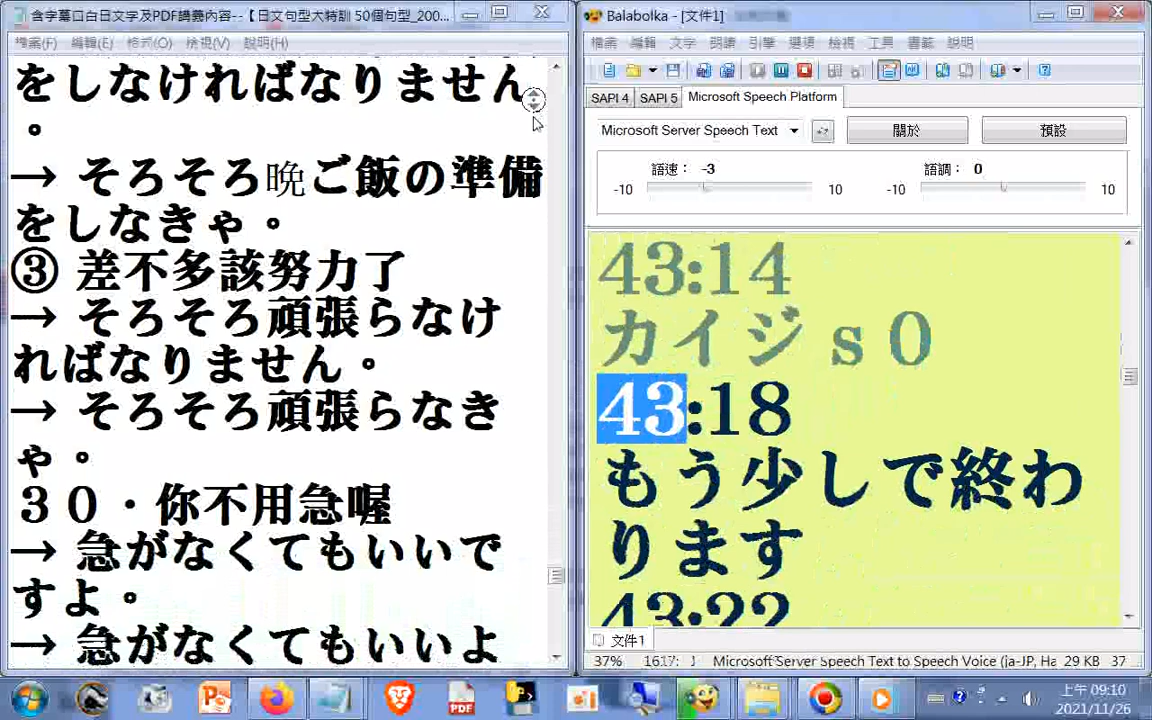 含字幕口白日文字及PDF講義內容--【日文句型大特訓 50個句型_200...
檔案(F) 編輯(E) 格式(O) 檢視(V) 說明(H)
をしなければなりません
。
→ そろそろ晩ご飯の準備
をしなきゃ。
③ 差不多該努力了
→ そろそろ頑張らなけ
ればなりません。
→ そろそろ頑張らなき
ゃ。
３０．你不用急喔
→ 急がなくてもいいで
すよ。
→ 急がなくてもいいよ
Balabolka - [文件1]
檔案 編輯 文字 朗讀 引擎 選項 檢視 工具 書籤 說明
SAPI 4 SAPI 5 Microsoft Speech Platform
Microsoft Server Speech Text
關於
預設
語速： -3
-10 10
語調： 0
-10 10
43:14
カイジｓ０
43:18
もう少しで終わ
ります
43:22
文件1
37% 1617: 1 Microsoft Server Speech Text to Speech Voice (ja-JP, Ha 29 KB 37
PDF
上午 09:10
2021/11/26